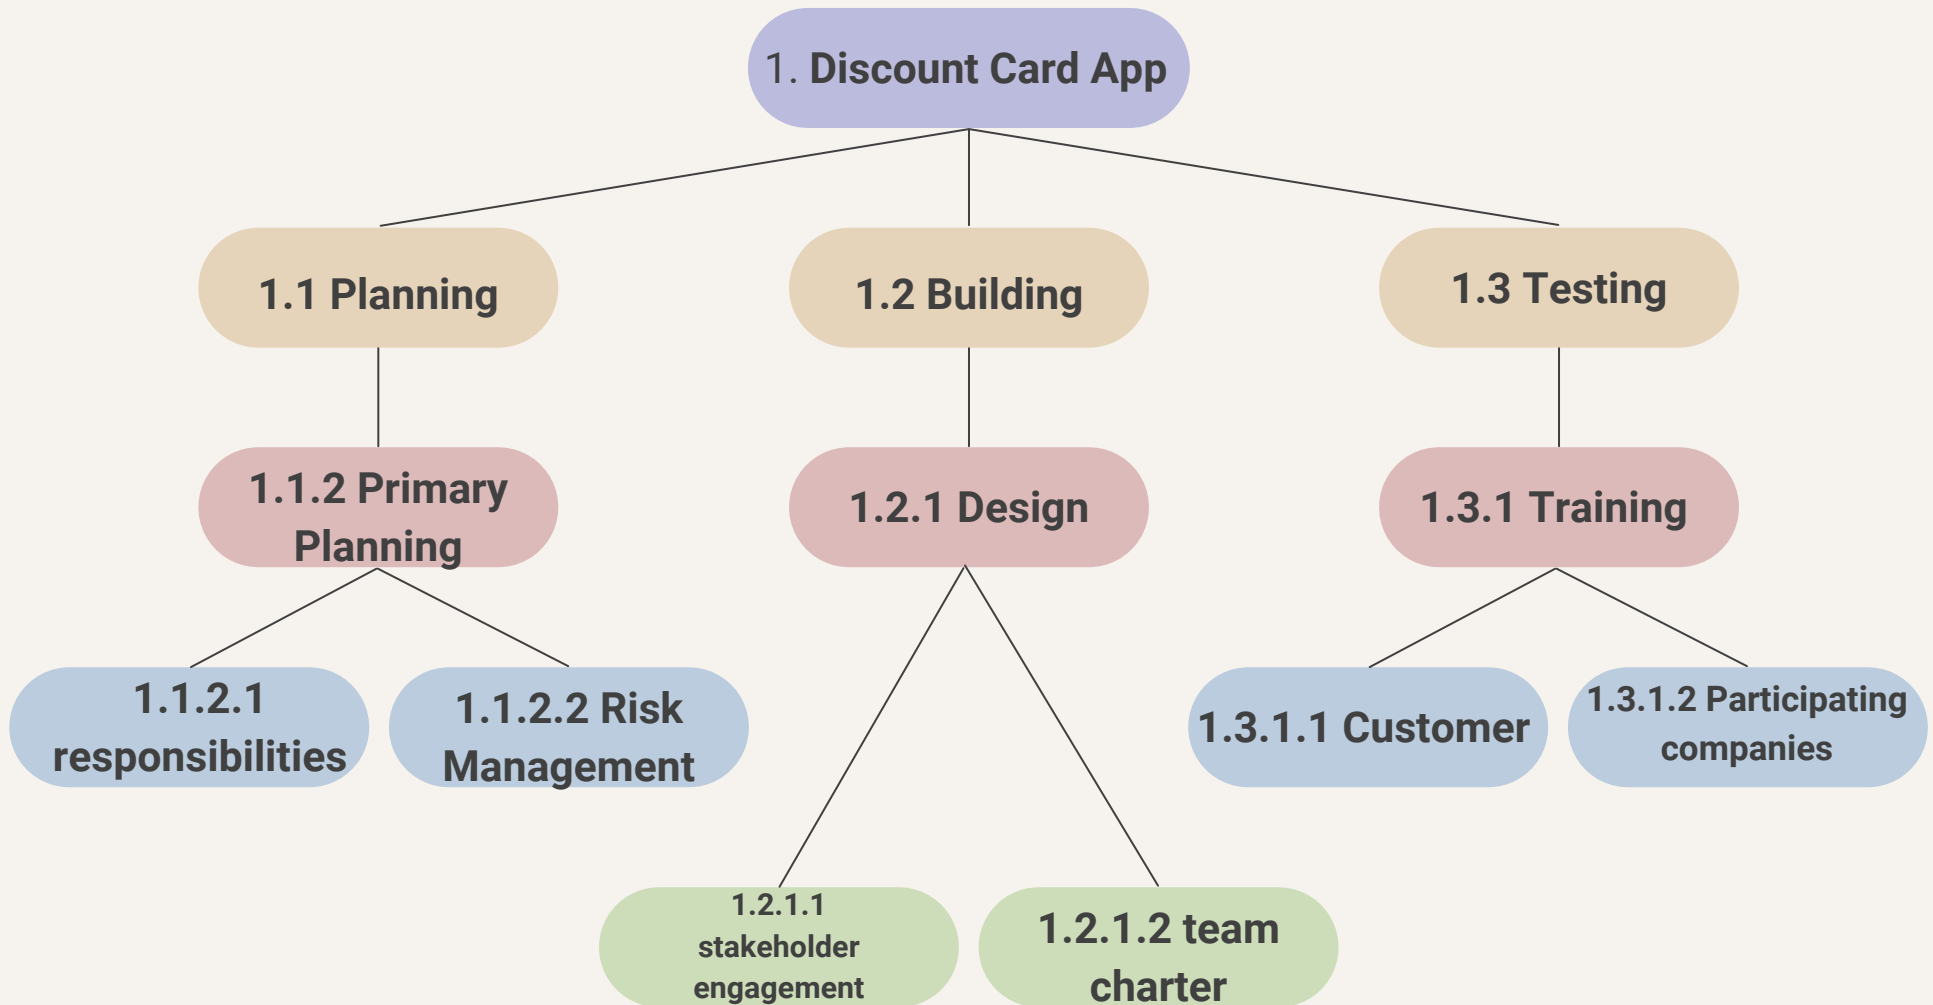 1. Discount Card App
1.1 Planning
1.2 Building
1.3 Testing
1.1.2 Primary
Planning
1.2.1 Design
1.3.1 Training
1.1.2.1
responsibilities
1.1.2.2 Risk
Management
1.3.1.1 Customer
1.3.1.2 Participating
companies
1.2.1.1
stakeholder
engagement
1.2.1.2 team
charter